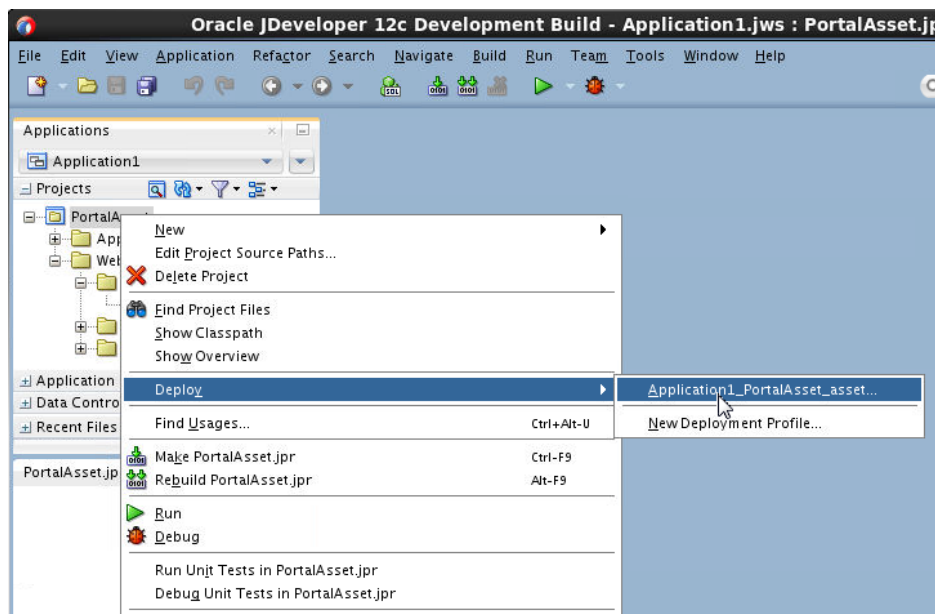 Oracle JDeveloper 12c Development Build - Application1.jws : PortalAsset.jp
File Edit View Application Refactor Search Navigate Build Run Team Tools Window Help
Applications
Application1
Projects
PortalAsset
App
Web
New
Edit Project Source Paths...
Delete Project
Find Project Files
Show Classpath
Show Overview
Application
Deploy
Application1_PortalAsset_asset...
Data Contro
Recent Files
Find Usages... Ctrl+Alt-U
New Deployment Profile...
PortalAsset.jp
Make PortalAsset.jpr Ctrl-F9
Rebuild PortalAsset.jpr Alt-F9
Run
Debug
Run Unit Tests in PortalAsset.jpr
Debug Unit Tests in PortalAsset.jpr